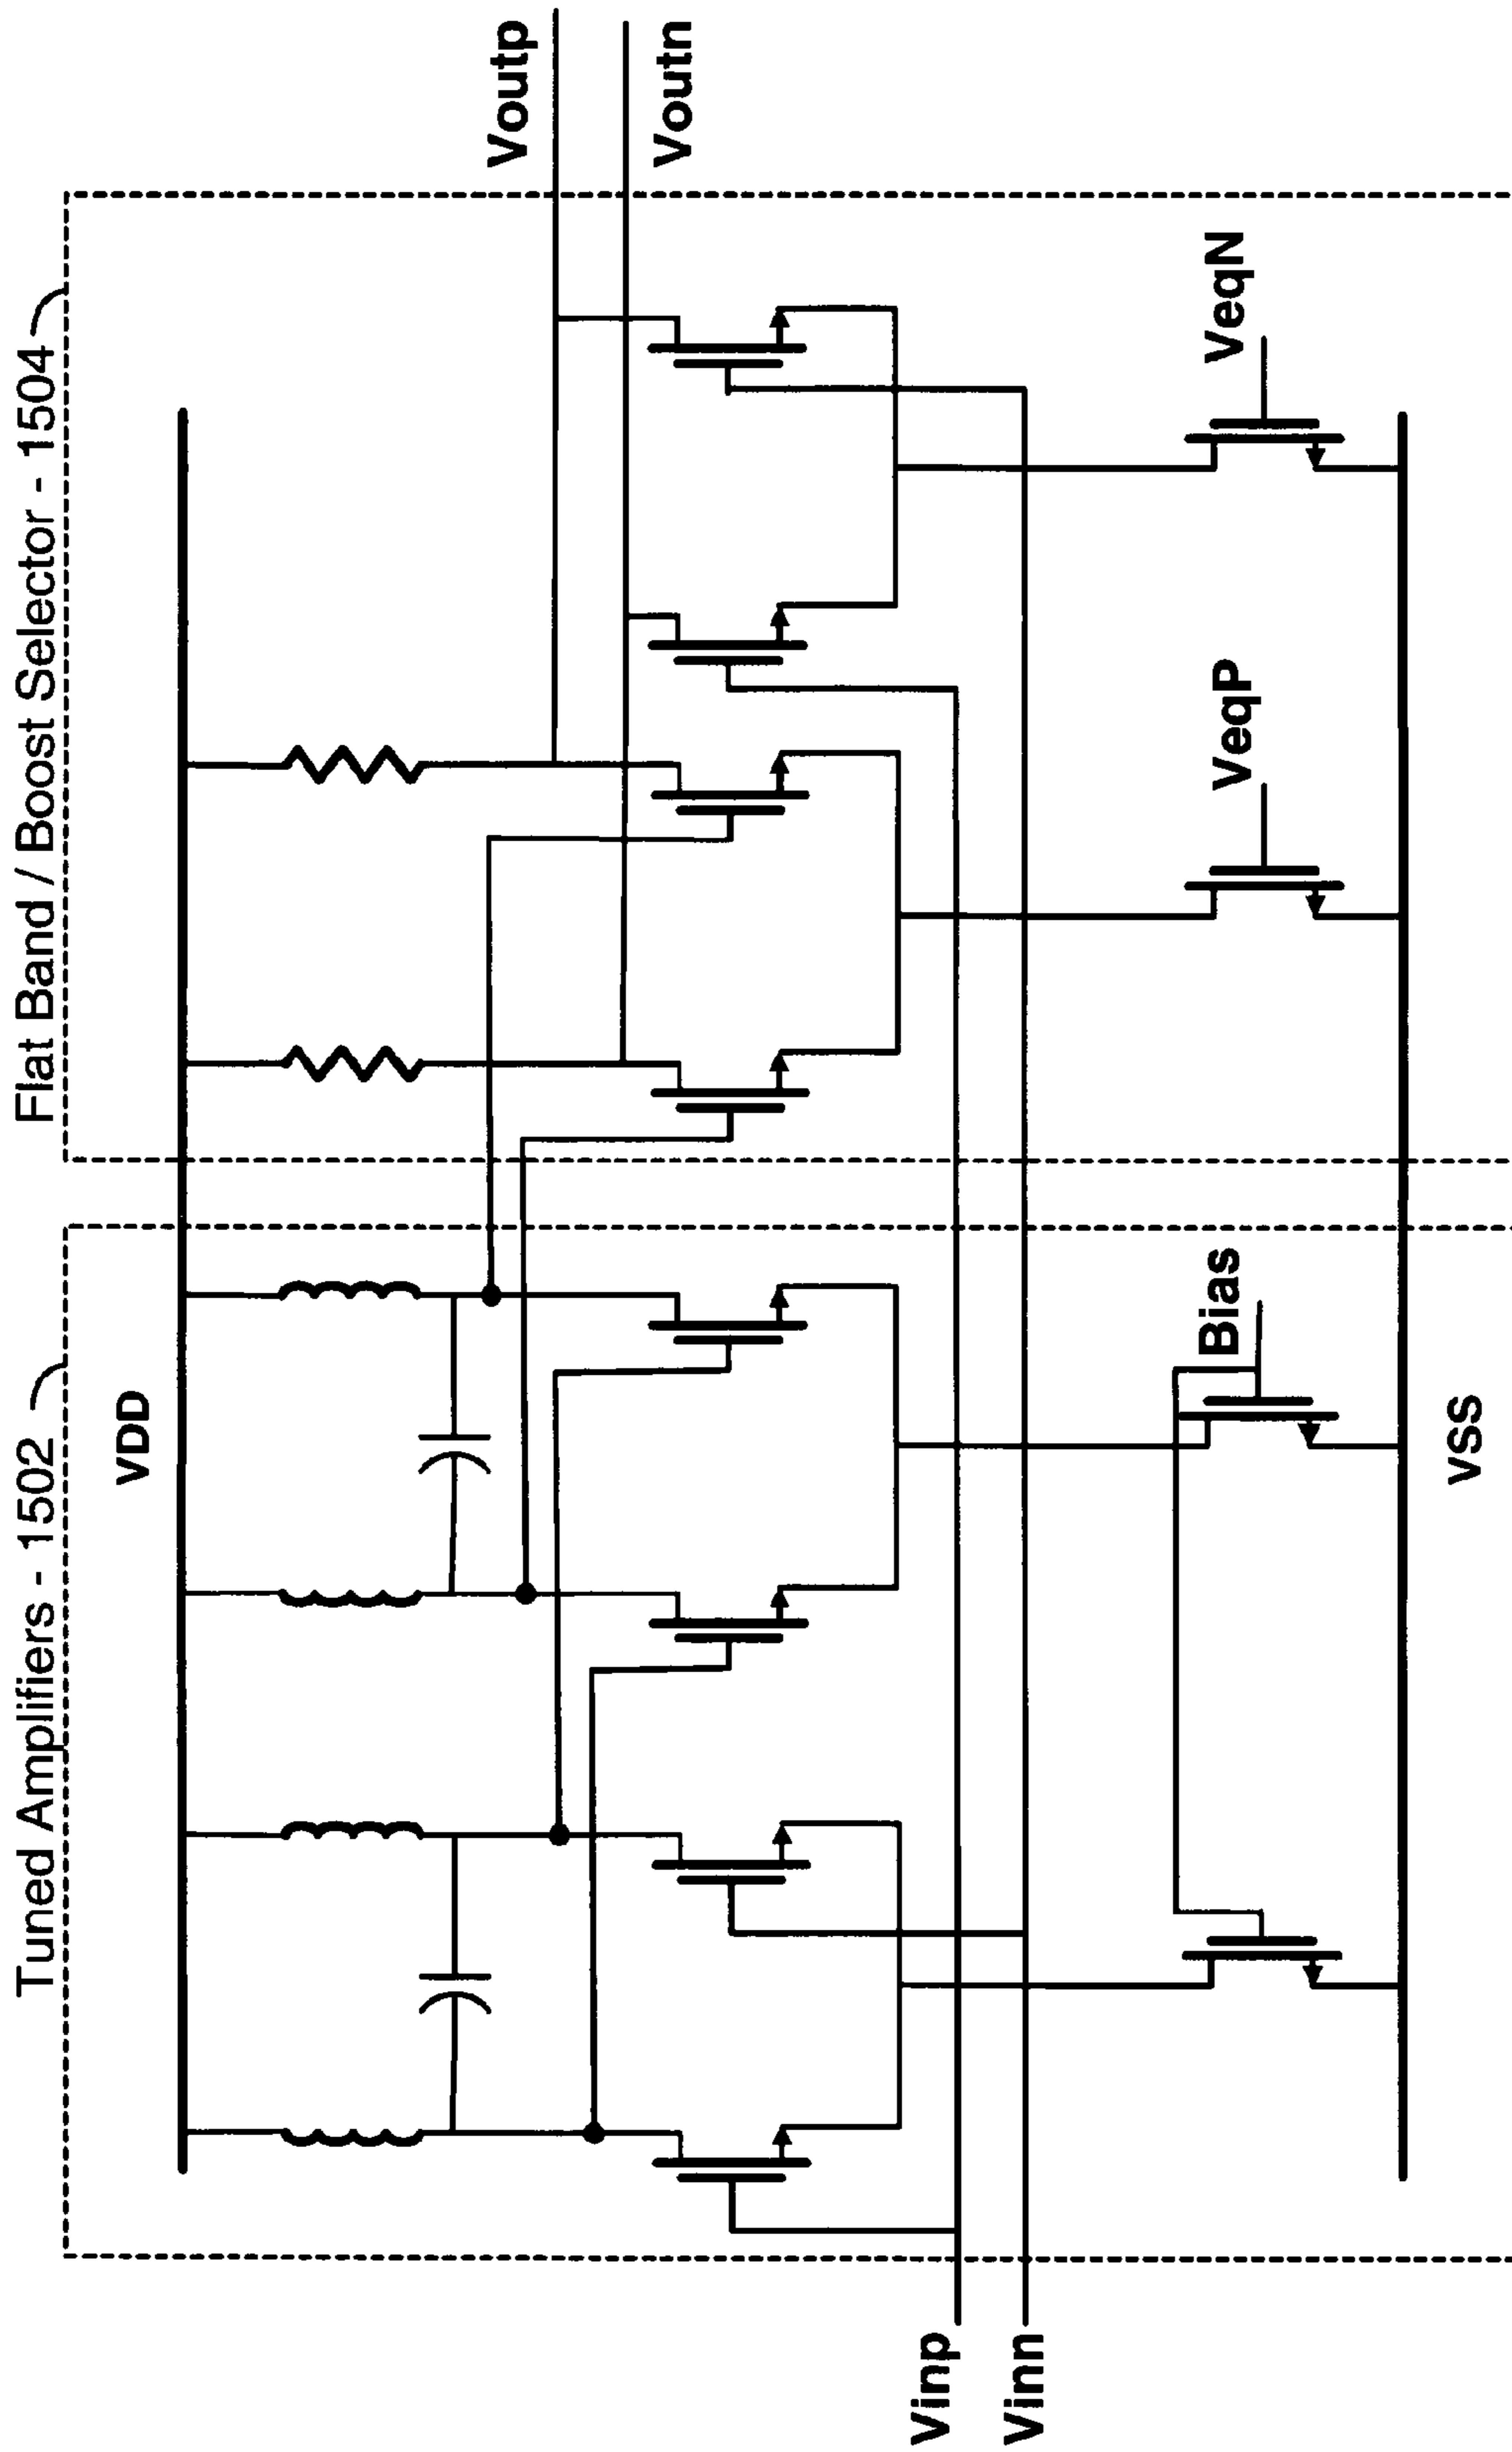 Tuned Amplifiers - 1502
Flat Band / Boost Selector - 1504
VDD
Voutp
Voutn
Vinp
Vinn
Bias
VeqP
VeqN
VSS